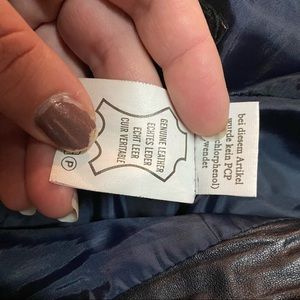 GENUINE LEATHER
ECHTES LEDER
ECHT LEER
CUIR VERITABLE
P
bei diesem Artikel
wurde kein PCP
chlorphenol)
wendet